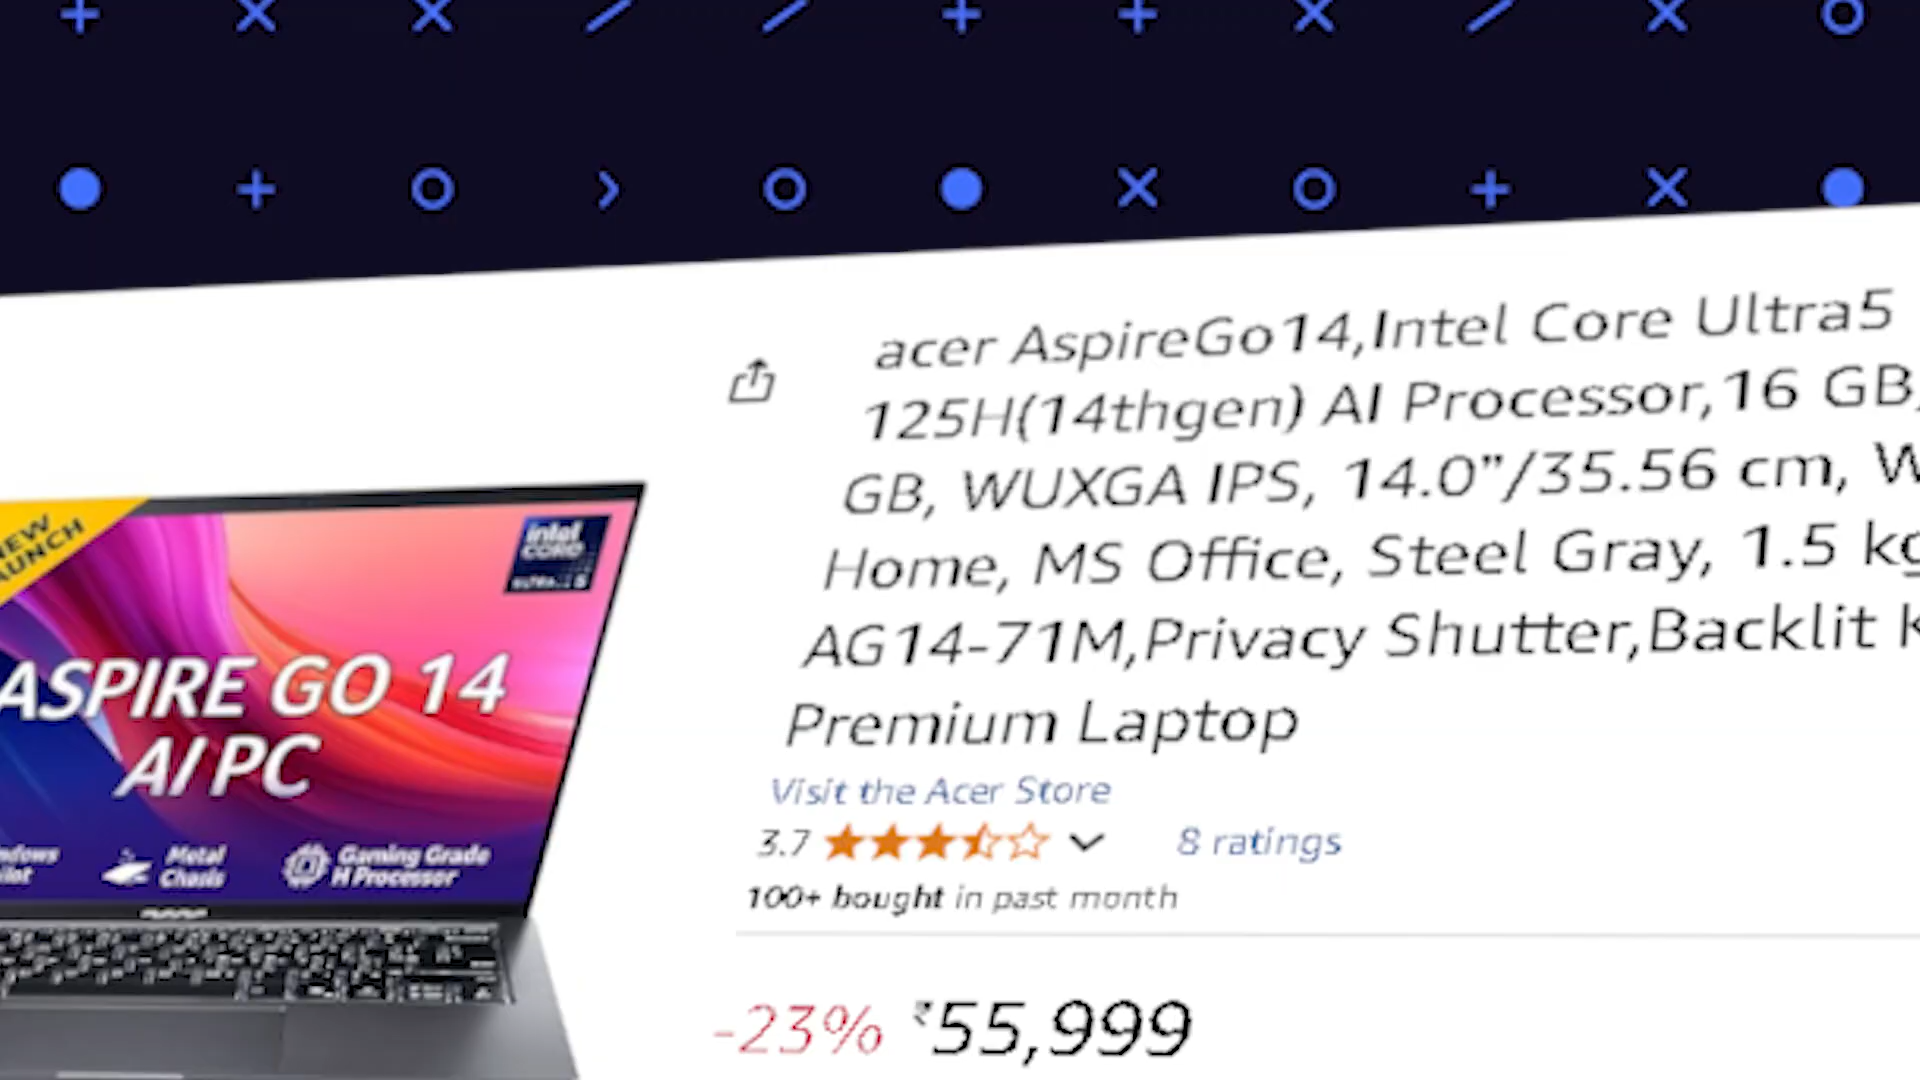 acer AspireGo14,Intel Core Ultra5
125H(14thgen) AI Processor,16 GB,
GB, WUXGA IPS, 14.0”/35.56 cm,
Home, MS Office, Steel Gray, 1.5
AG14-71M,Privacy Shutter,Backlit
Premium Laptop
Visit the Acer Store
3.7
8 ratings
100+ bought in past month
-23% ₹55,999
intel
CORE
ULTRA 5
ASPIRE GO 14
AI PC
Metal
Chasis
Gaming Grade
H Processor